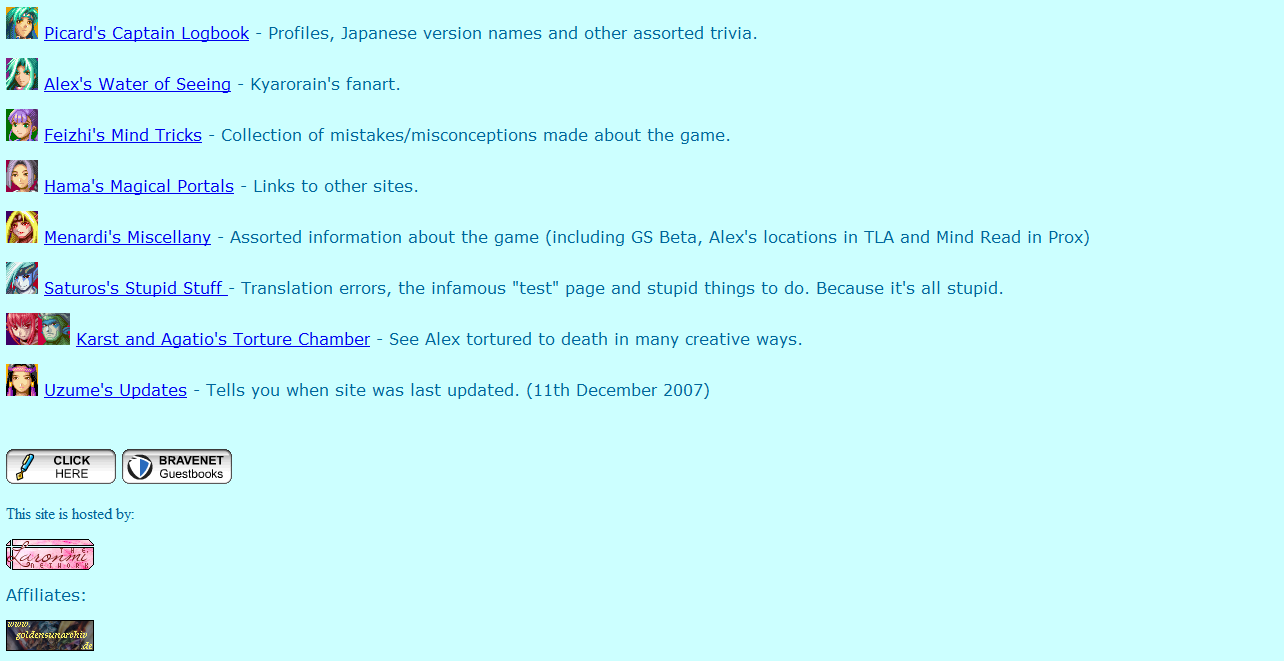 Picard's Captain Logbook - Profiles, Japanese version names and other assorted trivia.
Alex's Water of Seeing - Kyarorain's fanart.
Feizhi's Mind Tricks - Collection of mistakes/misconceptions made about the game.
Hama's Magical Portals - Links to other sites.
Menardi's Miscellany - Assorted information about the game (including GS Beta, Alex's locations in TLA and Mind Read in Prox)
Saturos's Stupid Stuff - Translation errors, the infamous "test" page and stupid things to do. Because it's all stupid.
Karst and Agatio's Torture Chamber - See Alex tortured to death in many creative ways.
Uzume's Updates - Tells you when site was last updated. (11th December 2007)
CLICK HERE
BRAVENET Guestbooks
This site is hosted by:
THE
Laronmi
NETWORK
Affiliates:
www.
goldensunarchiv
.de